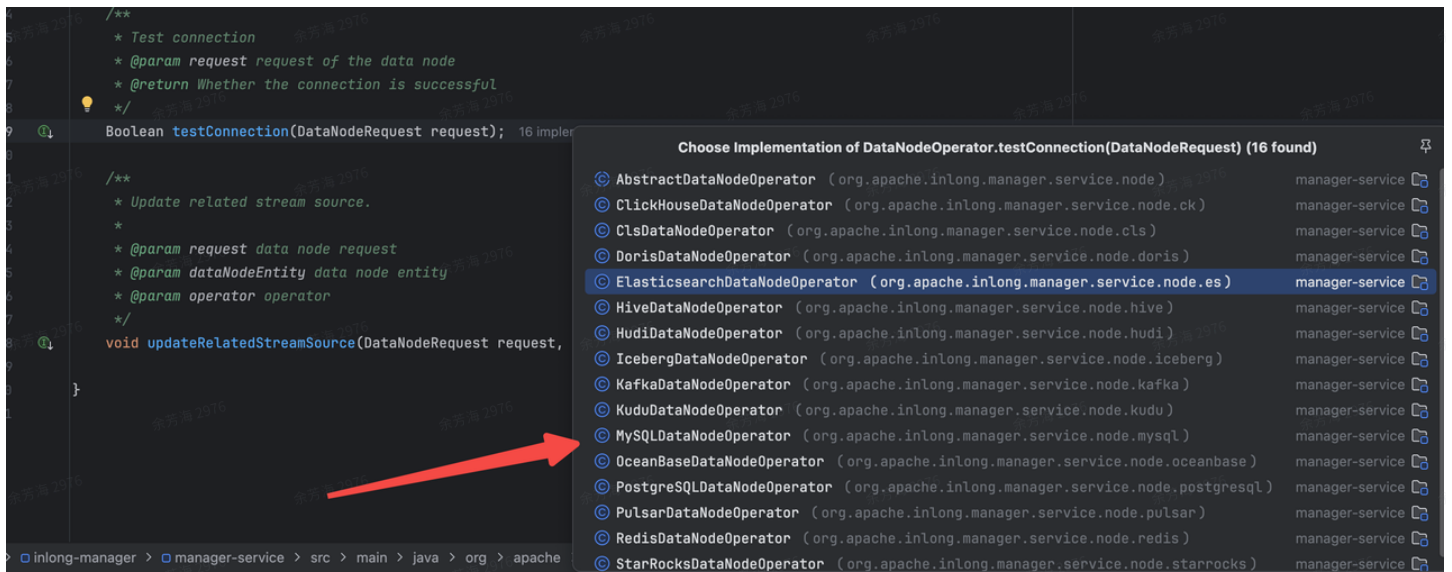 /**
* Test connection
* @param request request of the data node
* @return Whether the connection is successful
*/
Boolean testConnection(DataNodeRequest request); 16 imple
/**
* Update related stream source.
*
* @param request data node request
* @param dataNodeEntity data node entity
* @param operator operator
*/
void updateRelatedStreamSource(DataNodeRequest request,
}
Choose Implementation of DataNodeOperator.testConnection(DataNodeRequest) (16 found)
AbstractDataNodeOperator (org.apache.inlong.manager.service.node) manager-service
ClickHouseDataNodeOperator (org.apache.inlong.manager.service.node.ck) manager-service
ClsDataNodeOperator (org.apache.inlong.manager.service.node.cls) manager-service
DorisDataNodeOperator (org.apache.inlong.manager.service.node.doris) manager-service
ElasticsearchDataNodeOperator (org.apache.inlong.manager.service.node.es) manager-service
HiveDataNodeOperator (org.apache.inlong.manager.service.node.hive) manager-service
HudiDataNodeOperator (org.apache.inlong.manager.service.node.hudi) manager-service
IcebergDataNodeOperator (org.apache.inlong.manager.service.node.iceberg) manager-service
KafkaDataNodeOperator (org.apache.inlong.manager.service.node.kafka) manager-service
KuduDataNodeOperator (org.apache.inlong.manager.service.node.kudu) manager-service
MySQLDataNodeOperator (org.apache.inlong.manager.service.node.mysql) manager-service
OceanBaseDataNodeOperator (org.apache.inlong.manager.service.node.oceanbase) manager-service
PostgreSQLDataNodeOperator (org.apache.inlong.manager.service.node.postgresql) manager-service
PulsarDataNodeOperator (org.apache.inlong.manager.service.node.pulsar) manager-service
RedisDataNodeOperator (org.apache.inlong.manager.service.node.redis) manager-service
StarRocksDataNodeOperator (org.apache.inlong.manager.service.node.starrocks) manager-service
> inlong-manager > manager-service > src > main > java > org > apache
余芳海 2976